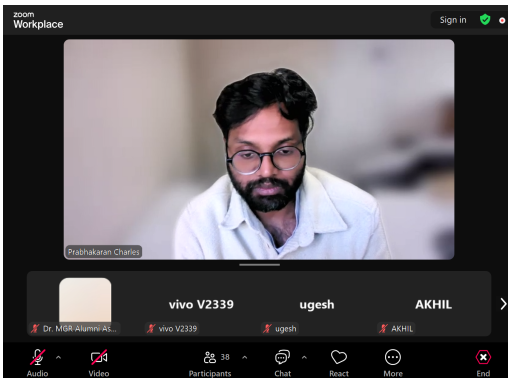 zoom
Workplace
Sign in
Prabhakaran Charles
vivo V2339
ugesh
AKHIL
Dr. MGR Alumni As...
vivo V2339
ugesh
AKHIL
38
Audio
Video
Participants
Chat
React
More
End